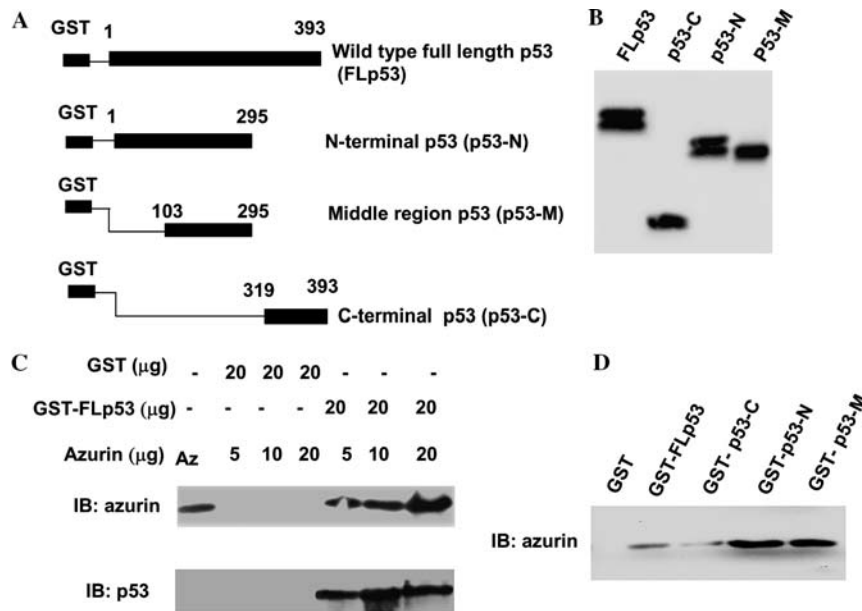 A
GST 1 393
Wild type full length p53
(FLp53)
GST 1 295
N-terminal p53 (p53-N)
GST
103 295
Middle region p53 (p53-M)
GST
319 393
C-terminal p53 (p53-C)
B
FLp53 p53-C p53-N P53-M
C
GST (μg) - 20 20 20 - - -
GST-FLp53 (μg) - - - - 20 20 20
Azurin (μg) Az 5 10 20 5 10 20
IB: azurin
IB: p53
D
GST GST-FLp53 GST- p53-C GST-p53-N GST- p53-M
IB: azurin